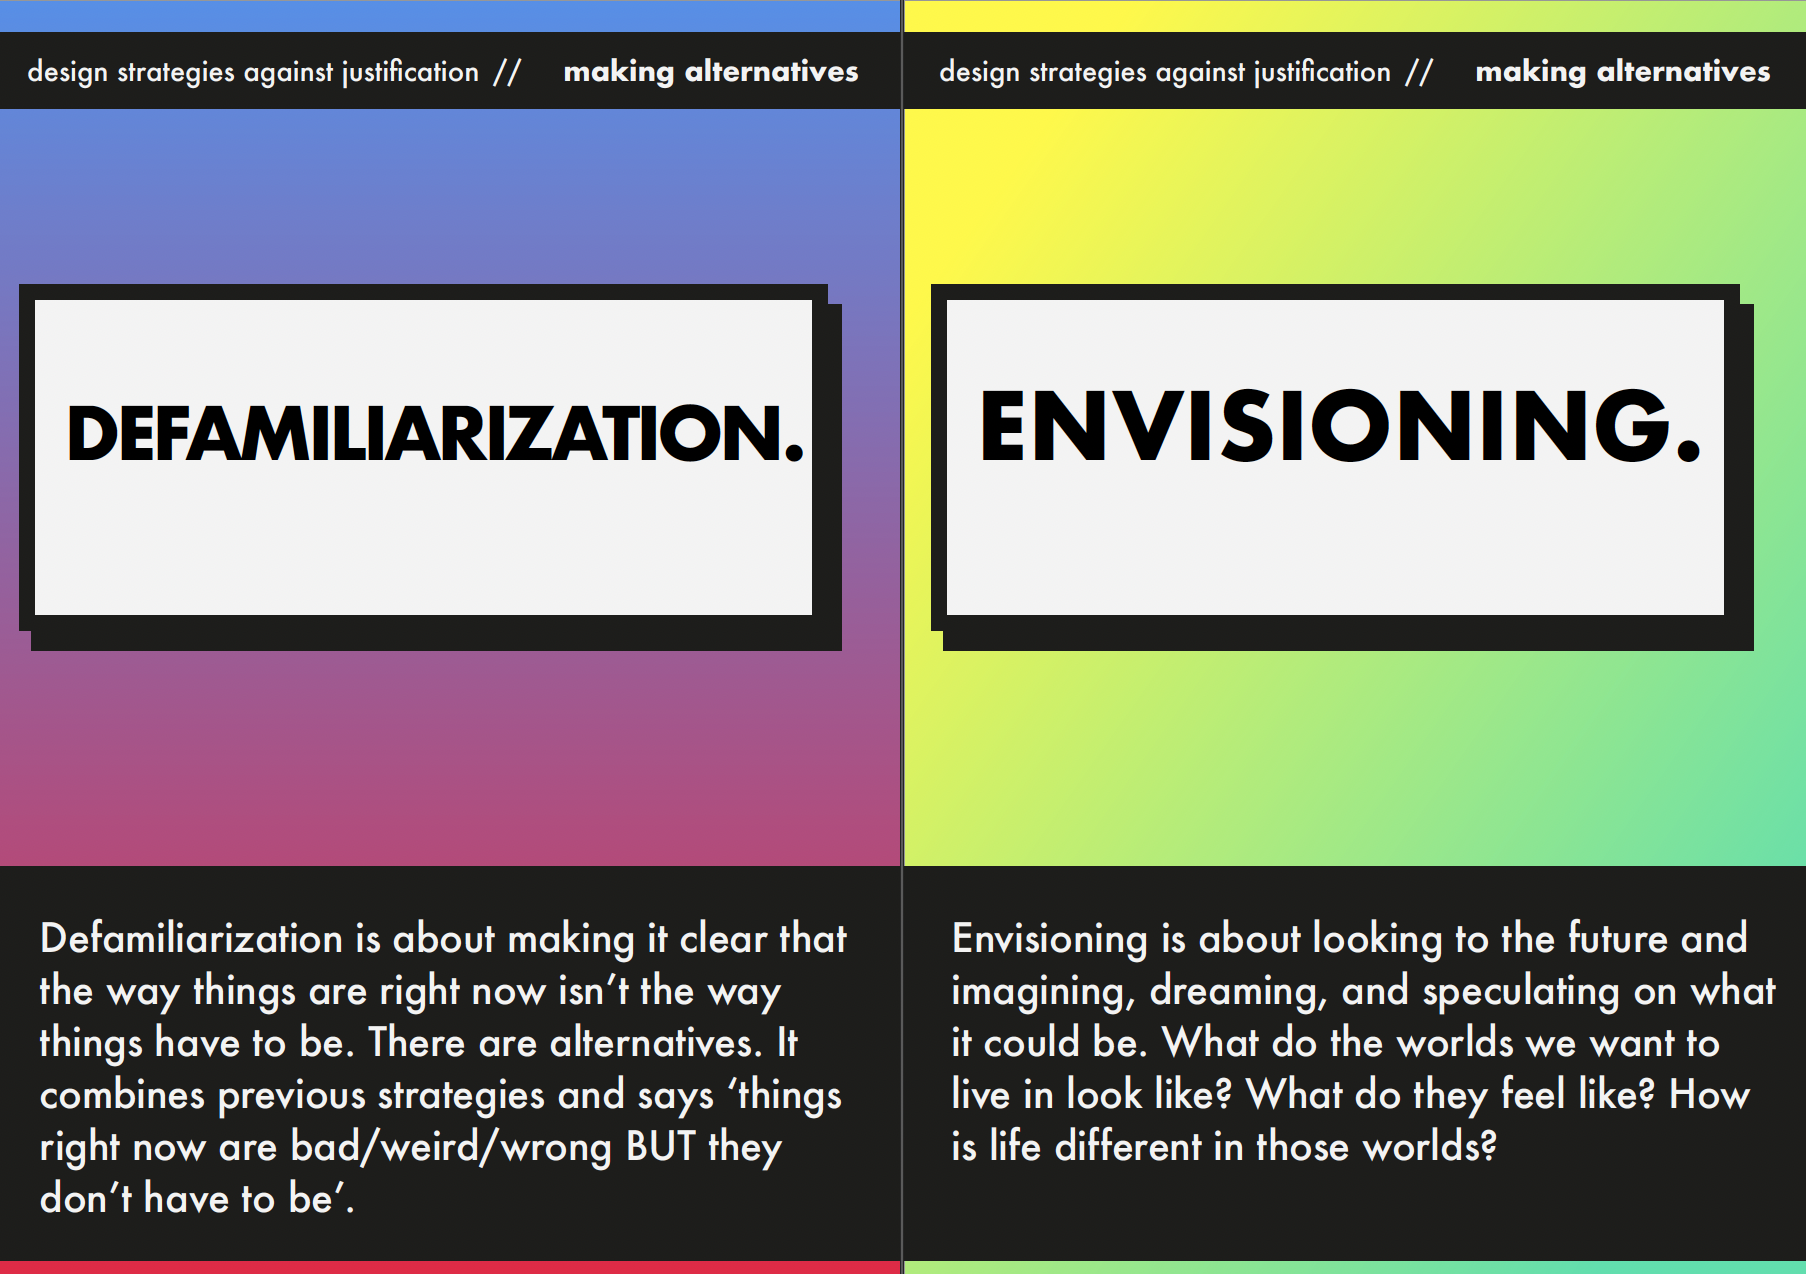 design strategies against justification // making alternatives
DEFAMILIARIZATION.
Defamiliarization is about making it clear that
the way things are right now isn’t the way
things have to be. There are alternatives. It
combines previous strategies and says ‘things
right now are bad/weird/wrong BUT they
don’t have to be’.
design strategies against justification // making alternatives
ENVISIONING.
Envisioning is about looking to the future and
imagining, dreaming, and speculating on what
it could be. What do the worlds we want to
live in look like? What do they feel like? How
is life different in those worlds?